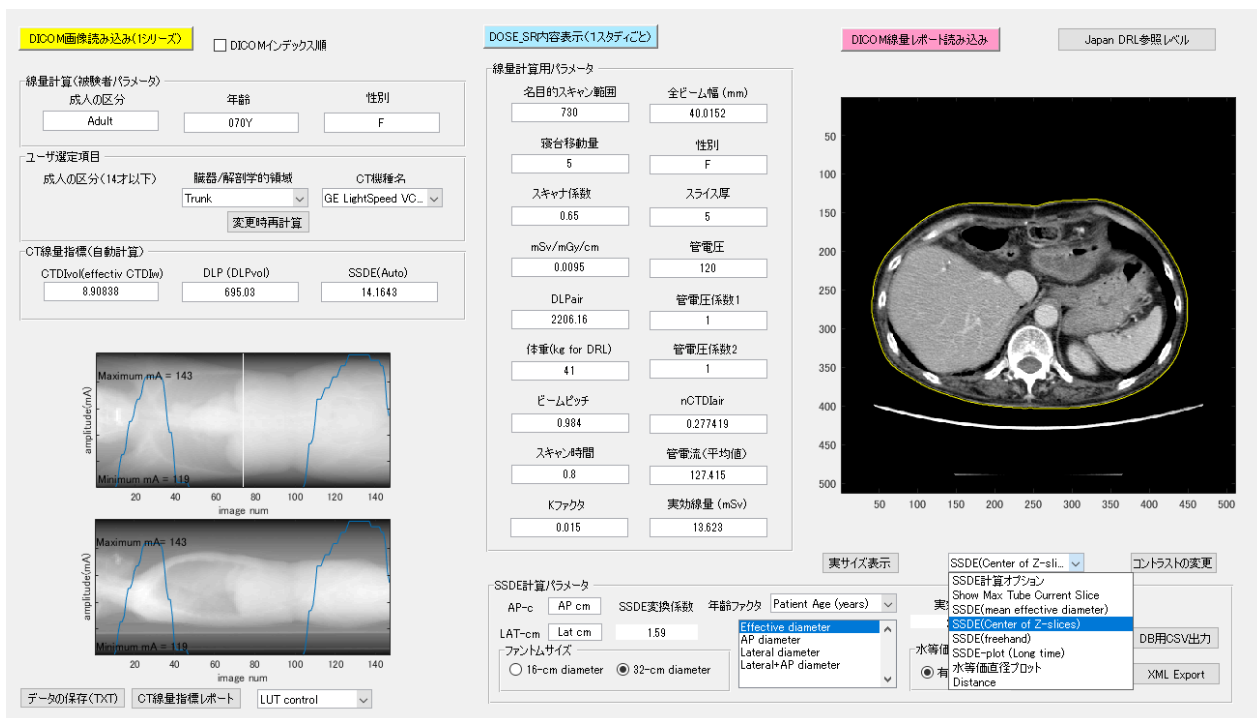 DICOM画像読み込み(1シリーズ)
DICOMインデックス順
DOSE_SR内容表示(1スタディごと)
DICOM線量レポート読み込み
Japan DRL参照レベル
線量計算(被験者パラメータ)
成人の区分
年齢
性別
Adult
070Y
F
ユーザ選定項目
成人の区分(14才以下)
臓器/解剖学的領域
CT機種名
Trunk
GE LightSpeed VC...
変更時再計算
CT線量指標(自動計算)
CTDIvol(effectiv CTDIw)
DLP (DLPvol)
SSDE(Auto)
8.90838
695.03
14.1643
Maximum mA = 143
amplitude(mA)
Minimum mA = 119
20 40 60 80 100 120 140
image num
Maximum mA= 143
amplitude(mA)
Minimum mA= 119
20 40 60 80 100 120 140
image num
データの保存(TXT)
CT線量指標レポート
LUT control
線量計算用パラメータ
名目的スキャン範囲
全ビーム幅 (mm)
730
40.0152
寝台移動量
性別
5
F
スキャナ係数
スライス厚
0.65
5
mSv/mGy/cm
管電圧
0.0095
120
DLPair
管電圧係数1
2206.16
1
体重(kg for DRL)
管電圧係数2
41
1
ビームピッチ
nCTDIair
0.984
0.277419
スキャン時間
管電流(平均値)
0.8
127.415
Kファクタ
実効線量 (mSv)
0.015
13.623
50
100
150
200
250
300
350
400
450
500
50 100 150 200 250 300 350 400 450 500
実サイズ表示
SSDE(Center of Z-sli...
コントラストの変更
SSDE計算オプション
Show Max Tube Current Slice
SSDE(mean effective diameter)
SSDE(Center of Z-slices)
SSDE(freehand)
SSDE-plot (Long time)
水等価直径プロット
Distance
SSDE計算パラメータ
AP-c
AP cm
SSDE変換係数
年齢ファクタ
Patient Age (years)
LAT-cm
Lat cm
1.59
Effective diameter
AP diameter
Lateral diameter
Lateral+AP diameter
ファントムサイズ
16-cm diameter
32-cm diameter
水等価
有
DB用CSV出力
XML Export